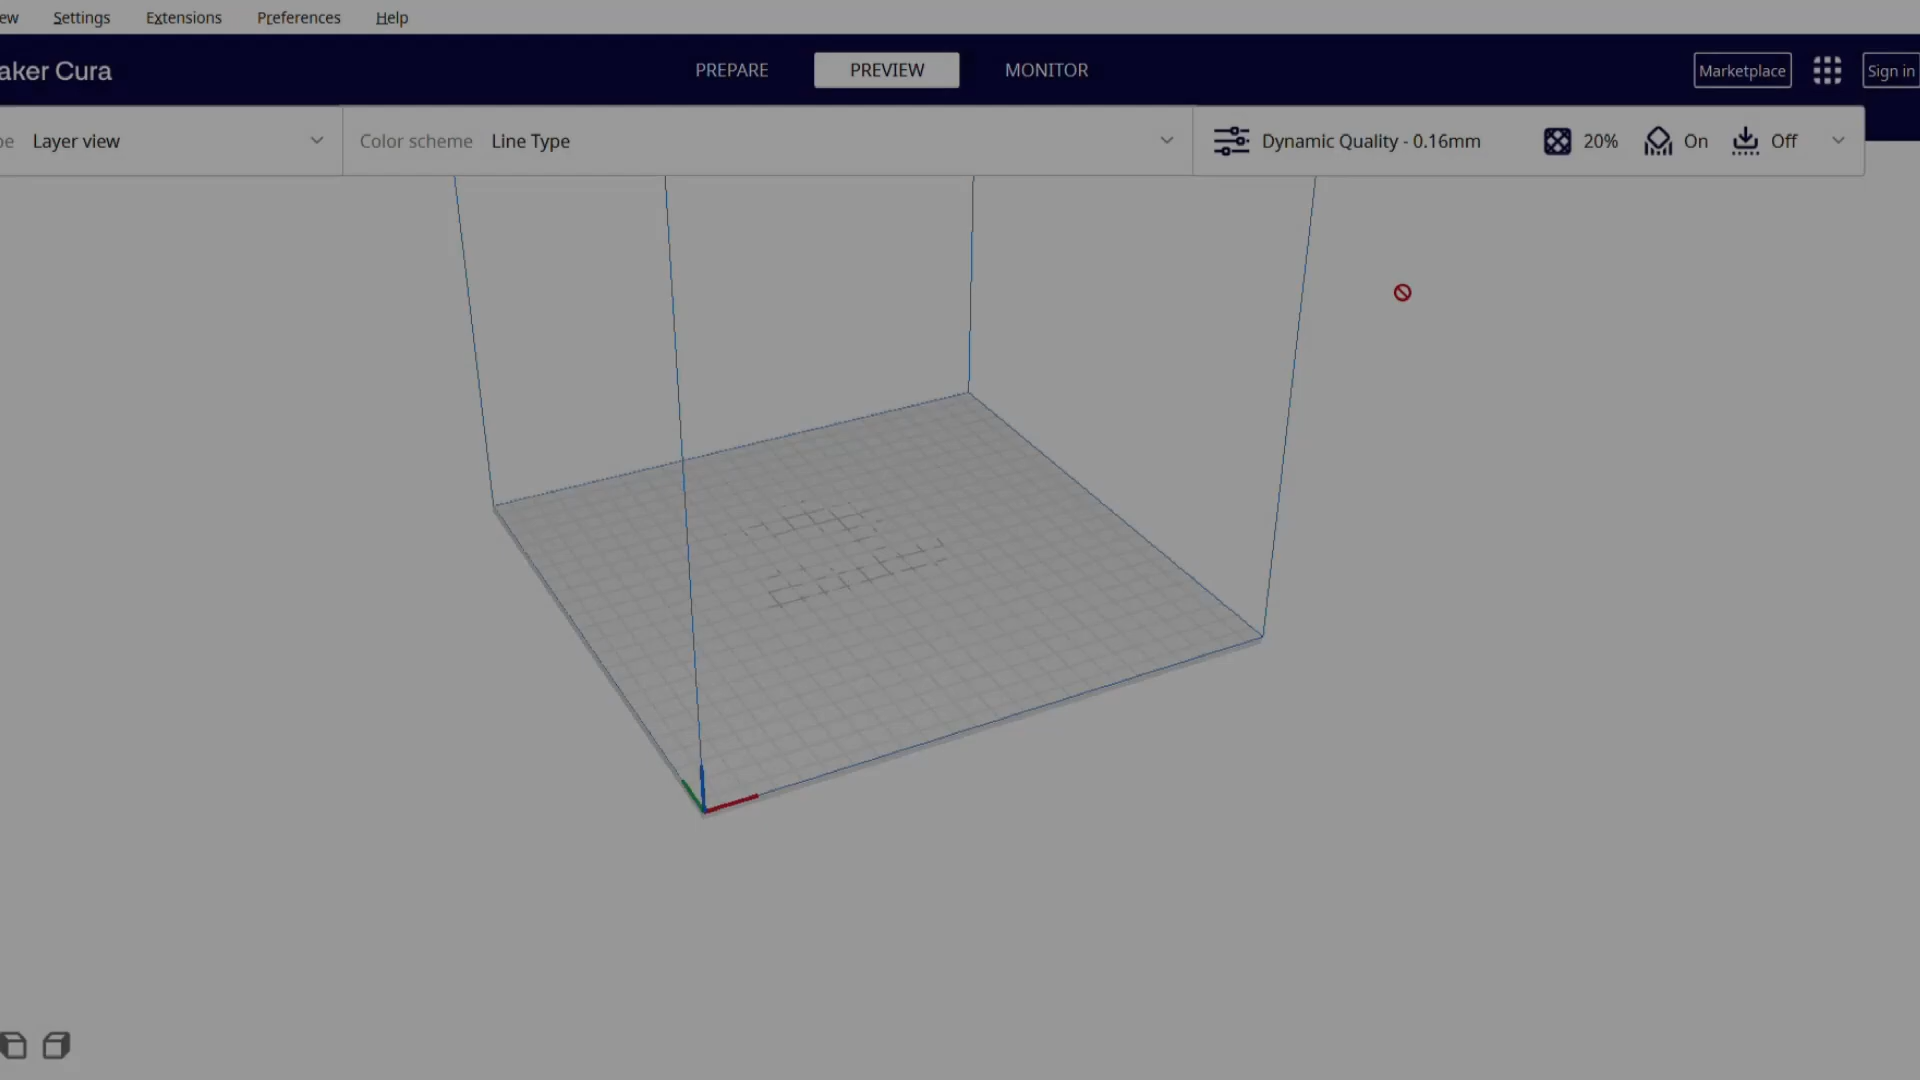 ew Settings Extensions Preferences Help
aker Cura PREPARE PREVIEW MONITOR Marketplace Sign in
pe Layer view Color scheme Line Type Dynamic Quality - 0.16mm 20% On Off